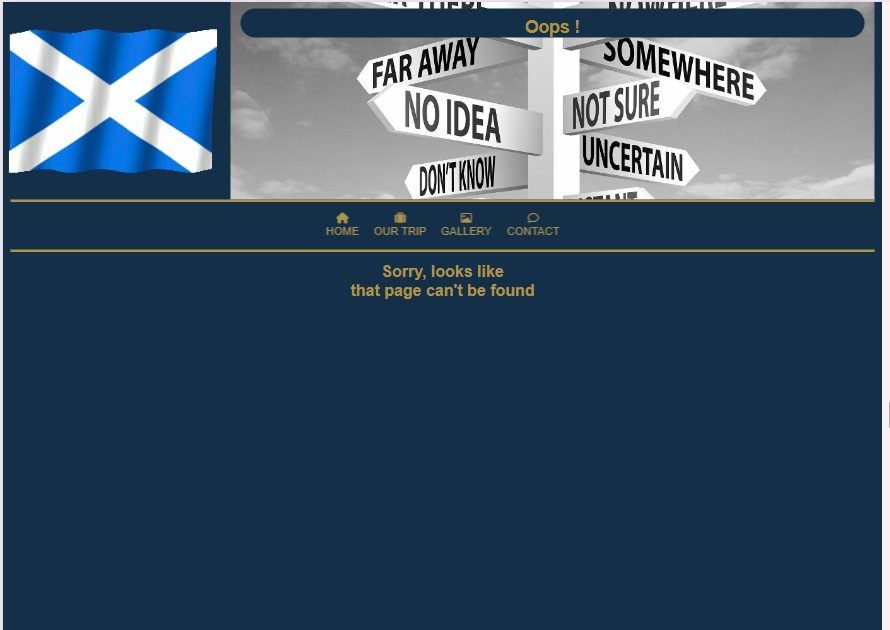 Oops !
FAR AWAY
SOMEWHERE
NO IDEA
NOT SURE
DON'T KNOW
UNCERTAIN
HOME OUR TRIP GALLERY CONTACT
Sorry, looks like
that page can't be found